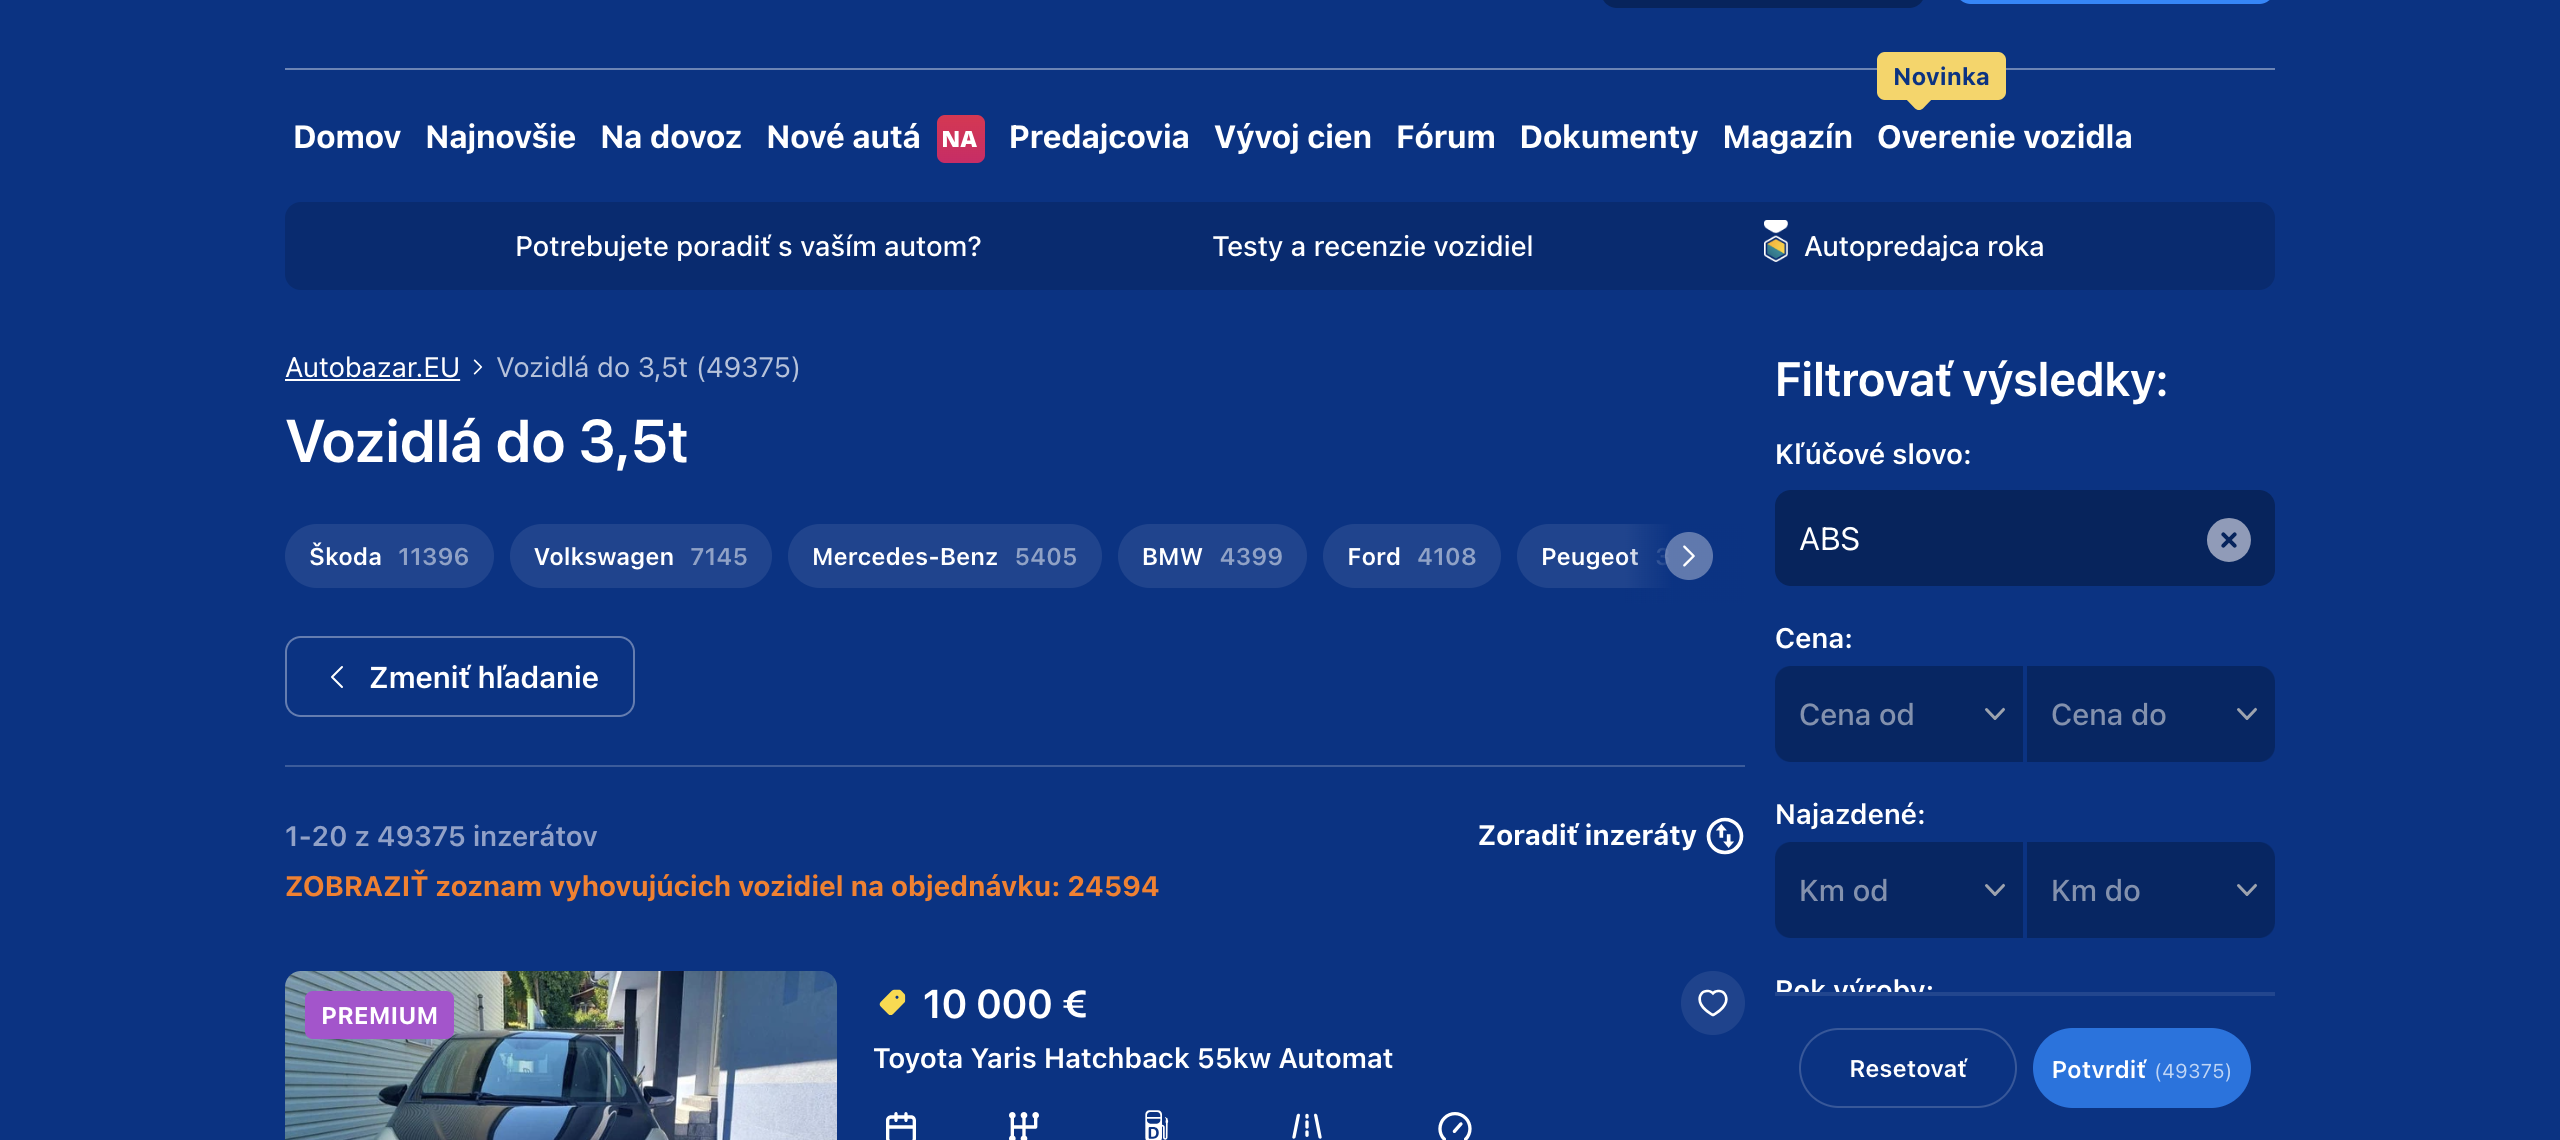 Novinka
Domov Najnovšie Na dovoz Nové autá NA Predajcovia Vývoj cien Fórum Dokumenty Magazín Overenie vozidla
Potrebujete poradiť s vaším autom? Testy a recenzie vozidiel Autopredajca roka
Autobazar.EU > Vozidlá do 3,5t (49375)
Vozidlá do 3,5t
Škoda 11396 Volkswagen 7145 Mercedes-Benz 5405 BMW 4399 Ford 4108 Peugeot
Zmeniť hľadanie
1-20 z 49375 inzerátov
Zoradiť inzeráty
ZOBRAZIŤ zoznam vyhovujúcich vozidiel na objednávku: 24594
PREMIUM
10 000 €
Toyota Yaris Hatchback 55kw Automat
D
Filtrovať výsledky:
Kľúčové slovo:
ABS
Cena:
Cena od Cena do
Najazdené:
Km od Km do
Rok výroby:
Resetovať Potvrdiť (49375)